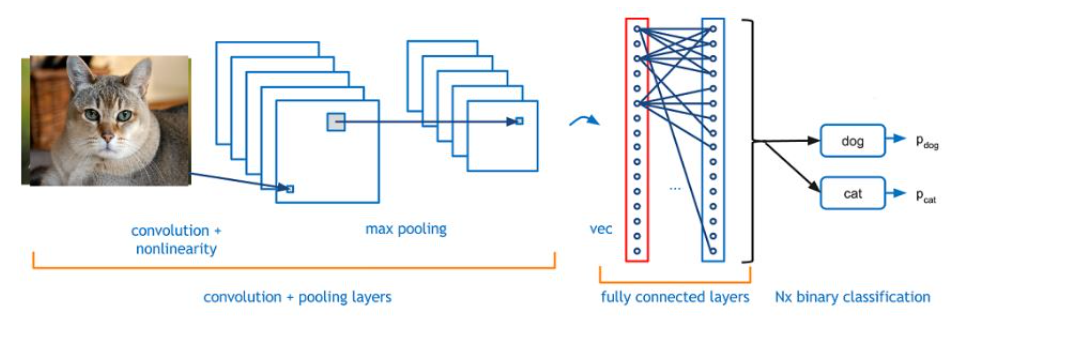 convolution +
nonlinearity
max pooling
vec
...
dog
cat
p_dog
p_cat
convolution + pooling layers
fully connected layers
Nx binary classification